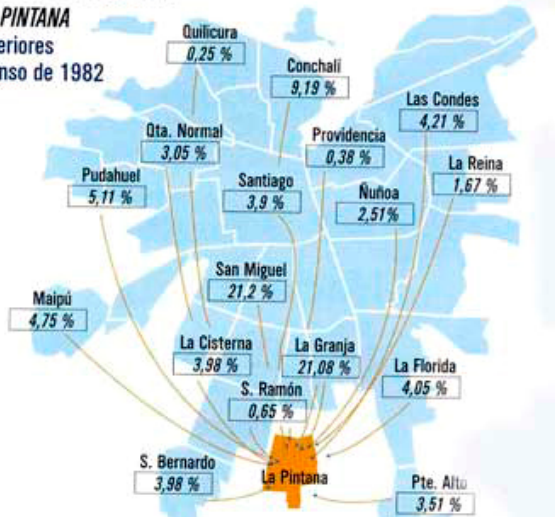 PINTANA
eriores
nso de 1982
Quilicura
0,25 %
Conchalí
9,19 %
Las Condes
4,21 %
Qta. Normal
3,05 %
Providencia
0,38 %
La Reina
1,67 %
Pudahuel
5,11 %
Santiago
3,9 %
Ñuñoa
2,51%
San Miguel
21,2 %
Maipú
4,75 %
La Cisterna
3,98 %
La Granja
21,08 %
La Florida
4,05 %
S. Ramón
0,65 %
S. Bernardo
3,98 %
La Pintana
Pte. Alto
3,51 %